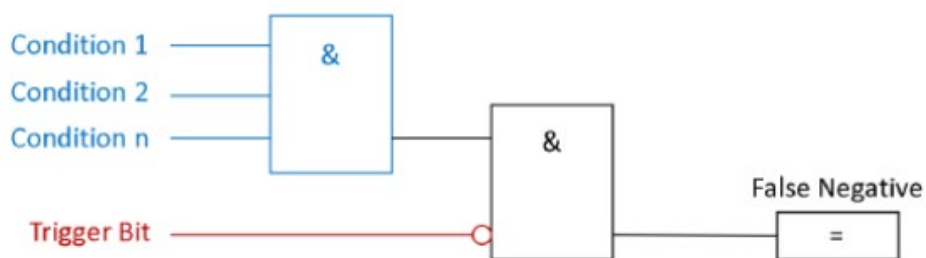 Condition 1
&
Condition 2
Condition n
&
False Negative
Trigger Bit
=